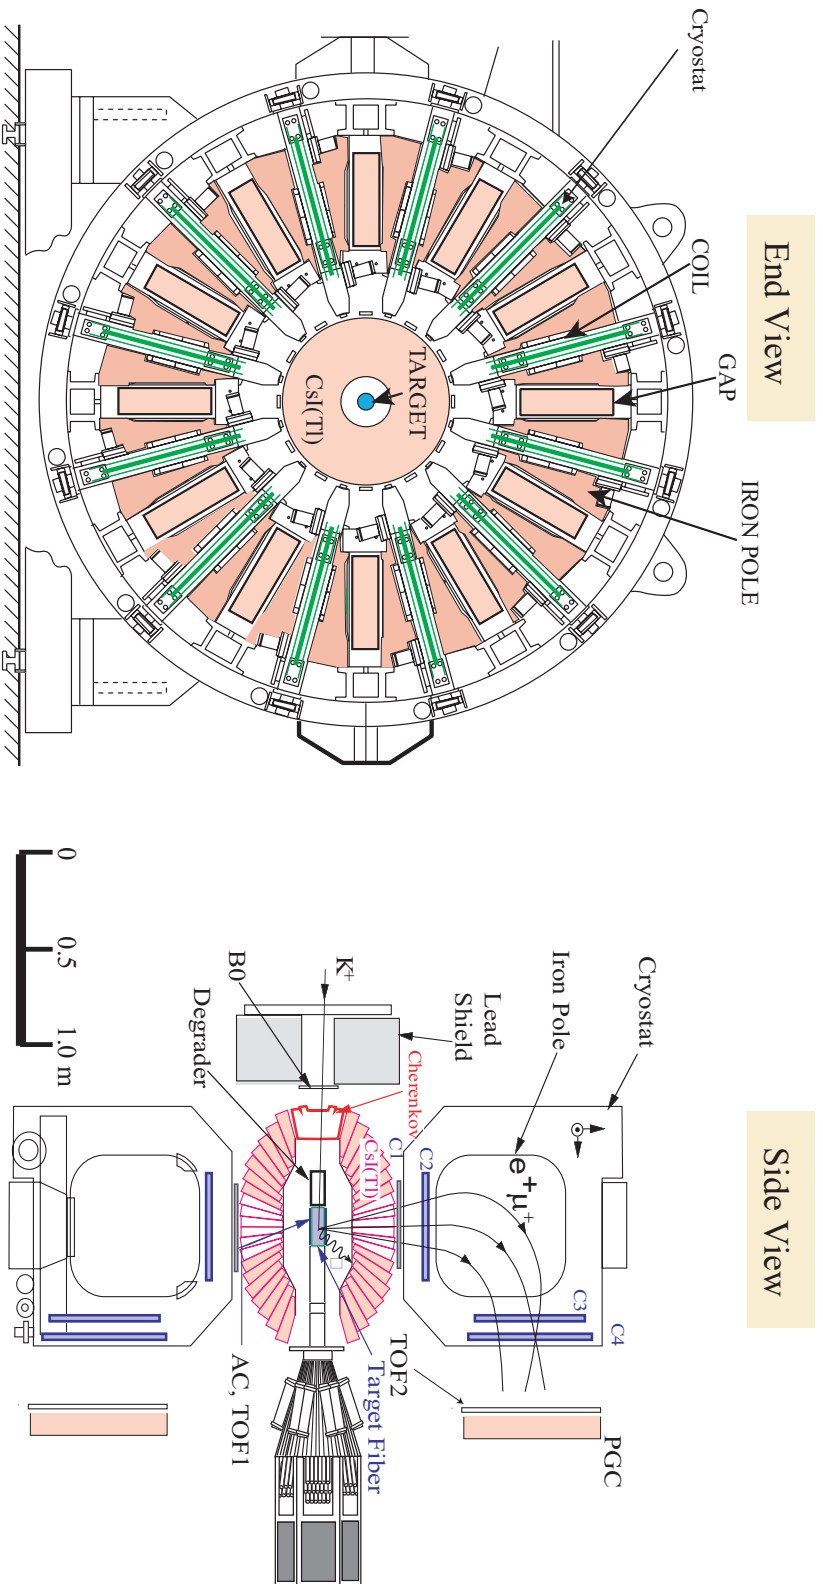 End View
Cryostat
COIL
GAP
IRON POLE
TARGET
CsI(Tl)
Side View
Cryostat
Iron Pole
Lead
Shield
K+
B0
Degrader
Cherenkov
CsI(Tl)
C1
C2
e+
μ+
C3
C4
TOF2
Target Fiber
AC, TOF1
PGC
0
0.5
1.0 m